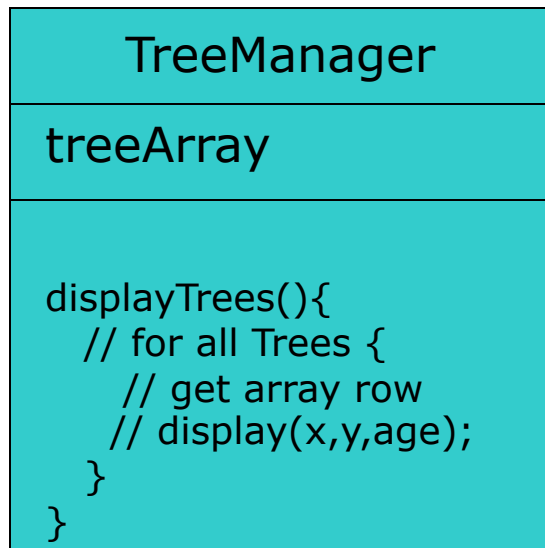 TreeManager
treeArray
displayTrees(){
// for all Trees {
// get array row
// display(x,y,age);
}
}